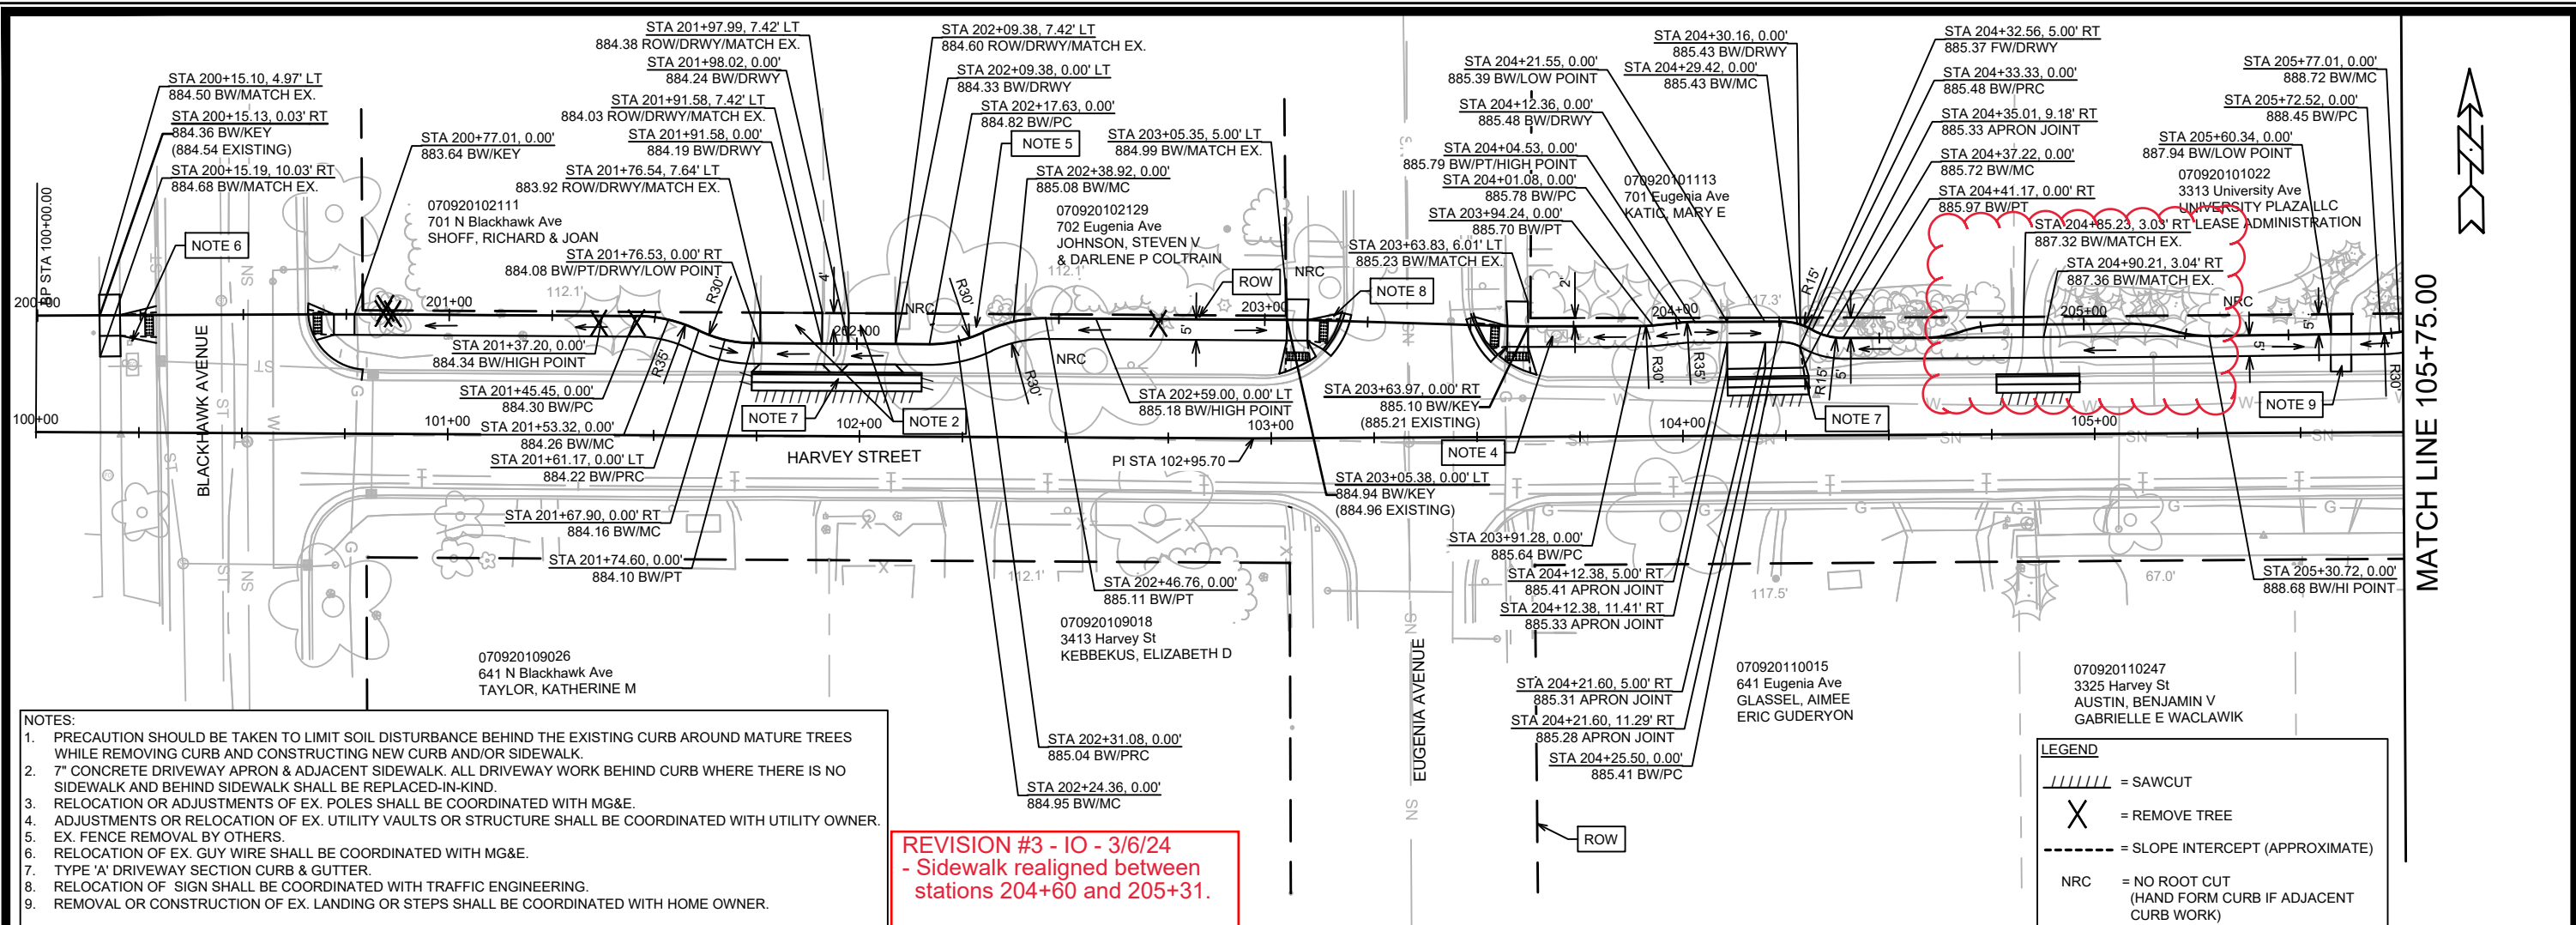 STA 200+15.10, 4.97' LT
884.50 BW/MATCH EX.
STA 200+15.13, 0.03' RT
884.36 BW/KEY
(884.54 EXISTING)
STA 200+15.19, 10.03' RT
884.68 BW/MATCH EX.
NOTE 6
BP STA 100+00.00
200+00
100+00
BLACKHAWK AVENUE
STA 200+77.01, 0.00'
883.64 BW/KEY
070920102111
701 N Blackhawk Ave
SHOFF, RICHARD & JOAN
STA 201+97.99, 7.42' LT
884.38 ROW/DRWY/MATCH EX.
STA 201+98.02, 0.00'
884.24 BW/DRWY
STA 201+91.58, 7.42' LT
884.03 ROW/DRWY/MATCH EX.
STA 201+91.58, 0.00'
884.19 BW/DRWY
STA 201+76.54, 7.64' LT
883.92 ROW/DRWY/MATCH EX.
STA 201+76.53, 0.00' RT
884.08 BW/PT/DRWY/LOW POINT
STA 202+09.38, 7.42' LT
884.60 ROW/DRWY/MATCH EX.
STA 202+09.38, 0.00' LT
884.33 BW/DRWY
STA 202+17.63, 0.00'
884.82 BW/PC
NOTE 5
STA 202+38.92, 0.00'
885.08 BW/MC
070920102129
702 Eugenia Ave
JOHNSON, STEVEN V
& DARLENE P COLTRAIN
STA 203+05.35, 5.00' LT
884.99 BW/MATCH EX.
ROW
NRC
NOTE 8
STA 204+21.55, 0.00'
885.39 BW/LOW POINT
STA 204+12.36, 0.00'
885.48 BW/DRWY
STA 204+04.53, 0.00'
885.79 BW/PT/HIGH POINT
STA 204+01.08, 0.00'
885.78 BW/PC
STA 203+94.24, 0.00'
885.70 BW/PT
STA 203+63.83, 6.01' LT
885.23 BW/MATCH EX.
STA 204+30.16, 0.00'
885.43 BW/DRWY
STA 204+29.42, 0.00'
885.43 BW/MC
070920101113
701 Eugenia Ave
KATIC, MARY E
STA 204+32.56, 5.00' RT
885.37 FW/DRWY
STA 204+33.33, 0.00'
885.48 BW/PRC
STA 204+35.01, 9.18' RT
885.33 APRON JOINT
STA 204+37.22, 0.00'
885.72 BW/MC
STA 204+41.17, 0.00' RT
885.97 BW/PT
STA 205+77.01, 0.00'
888.72 BW/MC
STA 205+72.52, 0.00'
888.45 BW/PC
STA 205+60.34, 0.00'
887.94 BW/LOW POINT
070920101022
3313 University Ave
UNIVERSITY PLAZA LLC
LEASE ADMINISTRATION
STA 204+85.23, 3.03' RT
887.32 BW/MATCH EX.
STA 204+90.21, 3.04' RT
887.36 BW/MATCH EX.
201+00
112.1'
R30'
4'
202+00
NRC
R30'
112.1'
5'
203+00
2'
204+00
117.3'
R15'
205+00
NRC
5'
STA 201+37.20, 0.00'
884.34 BW/HIGH POINT
R35'
STA 201+45.45, 0.00'
884.30 BW/PC
STA 201+53.32, 0.00'
884.26 BW/MC
STA 201+61.17, 0.00' LT
884.22 BW/PRC
STA 201+67.90, 0.00' RT
884.16 BW/MC
STA 201+74.60, 0.00'
884.10 BW/PT
NOTE 7
NOTE 2
NRC
R30'
STA 202+59.00, 0.00' LT
885.18 BW/HIGH POINT
STA 203+63.97, 0.00' RT
885.10 BW/KEY
(885.21 EXISTING)
NOTE 4
R30'
R35'
R15'
5'
NOTE 7
5'
NOTE 9
R30'
101+00
102+00
103+00
104+00
105+00
HARVEY STREET
PI STA 102+95.70
STA 203+05.38, 0.00' LT
884.94 BW/KEY
(884.96 EXISTING)
STA 203+91.28, 0.00'
885.64 BW/PC
STA 204+12.38, 5.00' RT
885.41 APRON JOINT
STA 204+12.38, 11.41' RT
885.33 APRON JOINT
STA 204+21.60, 5.00' RT
885.31 APRON JOINT
STA 204+21.60, 11.29' RT
885.28 APRON JOINT
STA 204+25.50, 0.00'
885.41 BW/PC
STA 205+30.72, 0.00'
888.68 BW/HI POINT
112.1'
117.5'
67.0'
STA 202+46.76, 0.00'
885.11 BW/PT
070920109018
3413 Harvey St
KEBBEKUS, ELIZABETH D
STA 202+31.08, 0.00'
885.04 BW/PRC
STA 202+24.36, 0.00'
884.95 BW/MC
070920109026
641 N Blackhawk Ave
TAYLOR, KATHERINE M
EUGENIA AVENUE
ROW
070920110015
641 Eugenia Ave
GLASSEL, AIMEE
ERIC GUDERYON
070920110247
3325 Harvey St
AUSTIN, BENJAMIN V
GABRIELLE E WACLAWIK
MATCH LINE 105+75.00
NOTES:
1. PRECAUTION SHOULD BE TAKEN TO LIMIT SOIL DISTURBANCE BEHIND THE EXISTING CURB AROUND MATURE TREES
WHILE REMOVING CURB AND CONSTRUCTING NEW CURB AND/OR SIDEWALK.
2. 7" CONCRETE DRIVEWAY APRON & ADJACENT SIDEWALK. ALL DRIVEWAY WORK BEHIND CURB WHERE THERE IS NO
SIDEWALK AND BEHIND SIDEWALK SHALL BE REPLACED-IN-KIND.
3. RELOCATION OR ADJUSTMENTS OF EX. POLES SHALL BE COORDINATED WITH MG&E.
4. ADJUSTMENTS OR RELOCATION OF EX. UTILITY VAULTS OR STRUCTURE SHALL BE COORDINATED WITH UTILITY OWNER.
5. EX. FENCE REMOVAL BY OTHERS.
6. RELOCATION OF EX. GUY WIRE SHALL BE COORDINATED WITH MG&E.
7. TYPE 'A' DRIVEWAY SECTION CURB & GUTTER.
8. RELOCATION OF SIGN SHALL BE COORDINATED WITH TRAFFIC ENGINEERING.
9. REMOVAL OR CONSTRUCTION OF EX. LANDING OR STEPS SHALL BE COORDINATED WITH HOME OWNER.
REVISION #3 - IO - 3/6/24
- Sidewalk realigned between
stations 204+60 and 205+31.
LEGEND
= SAWCUT
= REMOVE TREE
= SLOPE INTERCEPT (APPROXIMATE)
NRC = NO ROOT CUT
(HAND FORM CURB IF ADJACENT
CURB WORK)